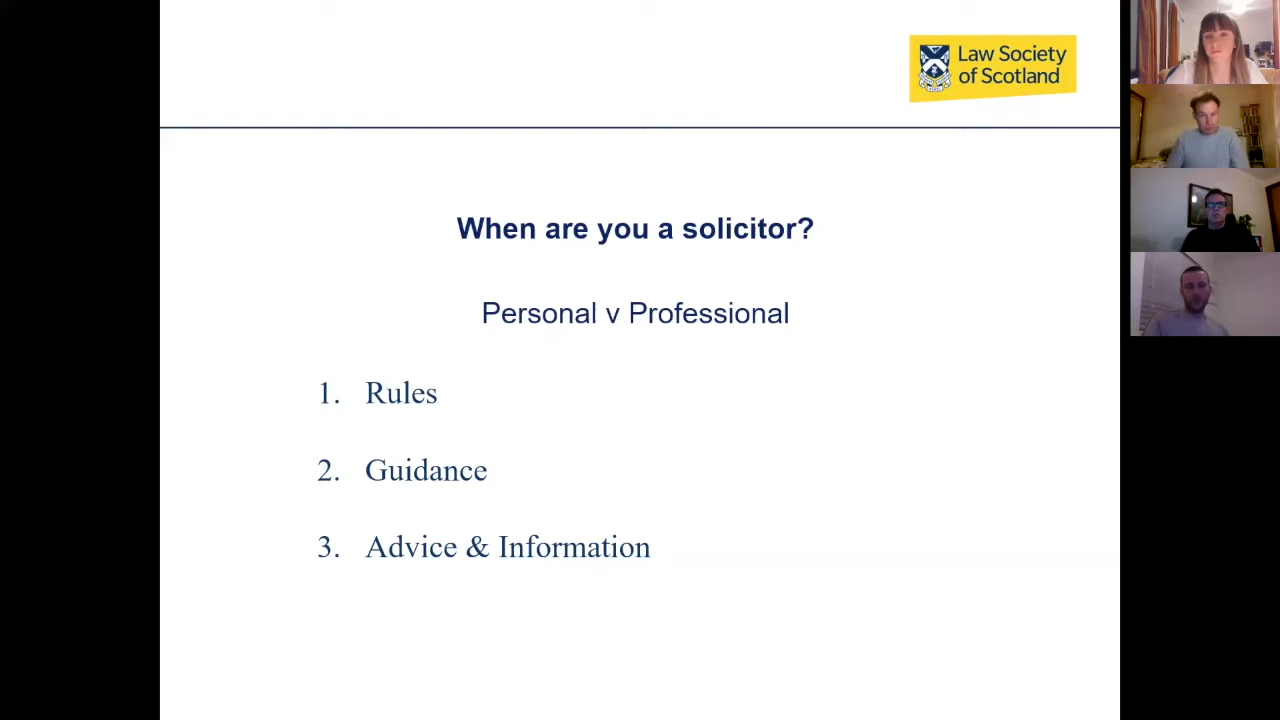 Law Society
of Scotland
When are you a solicitor?
Personal v Professional
1. Rules
2. Guidance
3. Advice & Information